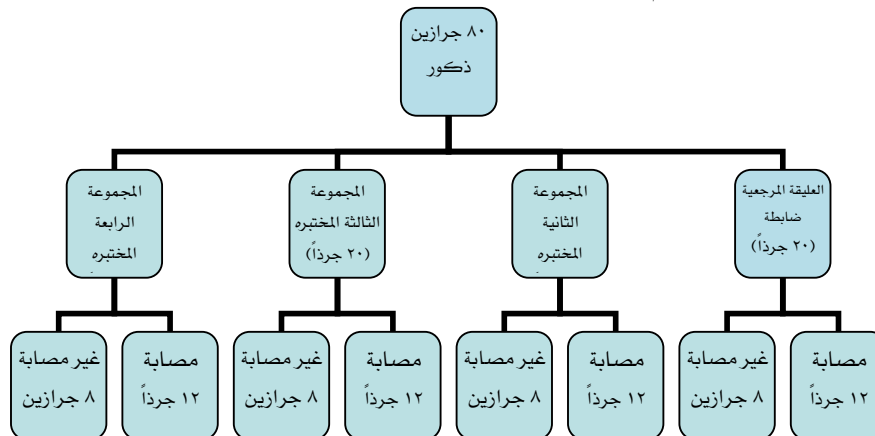 ٨٠ جرازين
ذكور
العليقة المرجعية
ضابطة
(٢٠ جرذاً)
المجموعة
الثانية
المختبره
المجموعة
الثالثة المختبره
(٢٠ جرذاً)
المجموعة
الرابعة
المختبره
مصابة
١٢ جرذاً
غير مصابة
٨ جرازين
مصابة
١٢ جرذاً
غير مصابة
٨ جرازين
مصابة
١٢ جرذاً
غير مصابة
٨ جرازين
مصابة
١٢ جرذاً
غير مصابة
٨ جرازين